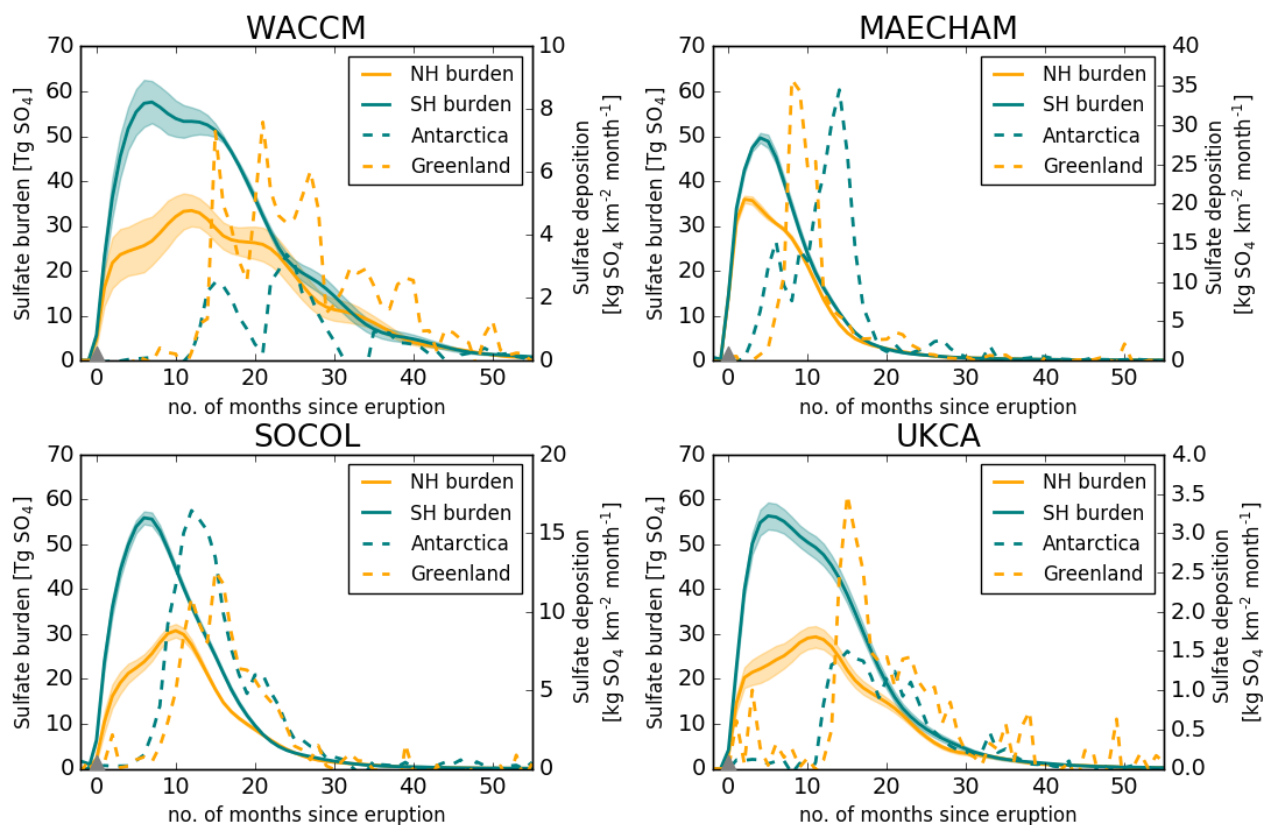 WACCM
70
60
50
40
30
20
10
0
Sulfate burden [Tg SO₄]
10
8
6
4
2
0
Sulfate deposition
[kg SO₄ km⁻² month⁻¹]
NH burden
SH burden
Antarctica
Greenland
0 10 20 30 40 50
no. of months since eruption
MAECHAM
70
60
50
40
30
20
10
0
Sulfate burden [Tg SO₄]
40
35
30
25
20
15
10
5
0
Sulfate deposition
[kg SO₄ km⁻² month⁻¹]
NH burden
SH burden
Antarctica
Greenland
0 10 20 30 40 50
no. of months since eruption
SOCOL
70
60
50
40
30
20
10
0
Sulfate burden [Tg SO₄]
20
15
10
5
0
Sulfate deposition
[kg SO₄ km⁻² month⁻¹]
NH burden
SH burden
Antarctica
Greenland
0 10 20 30 40 50
no. of months since eruption
UKCA
70
60
50
40
30
20
10
0
Sulfate burden [Tg SO₄]
4.0
3.5
3.0
2.5
2.0
1.5
1.0
0.5
0.0
Sulfate deposition
[kg SO₄ km⁻² month⁻¹]
NH burden
SH burden
Antarctica
Greenland
0 10 20 30 40 50
no. of months since eruption